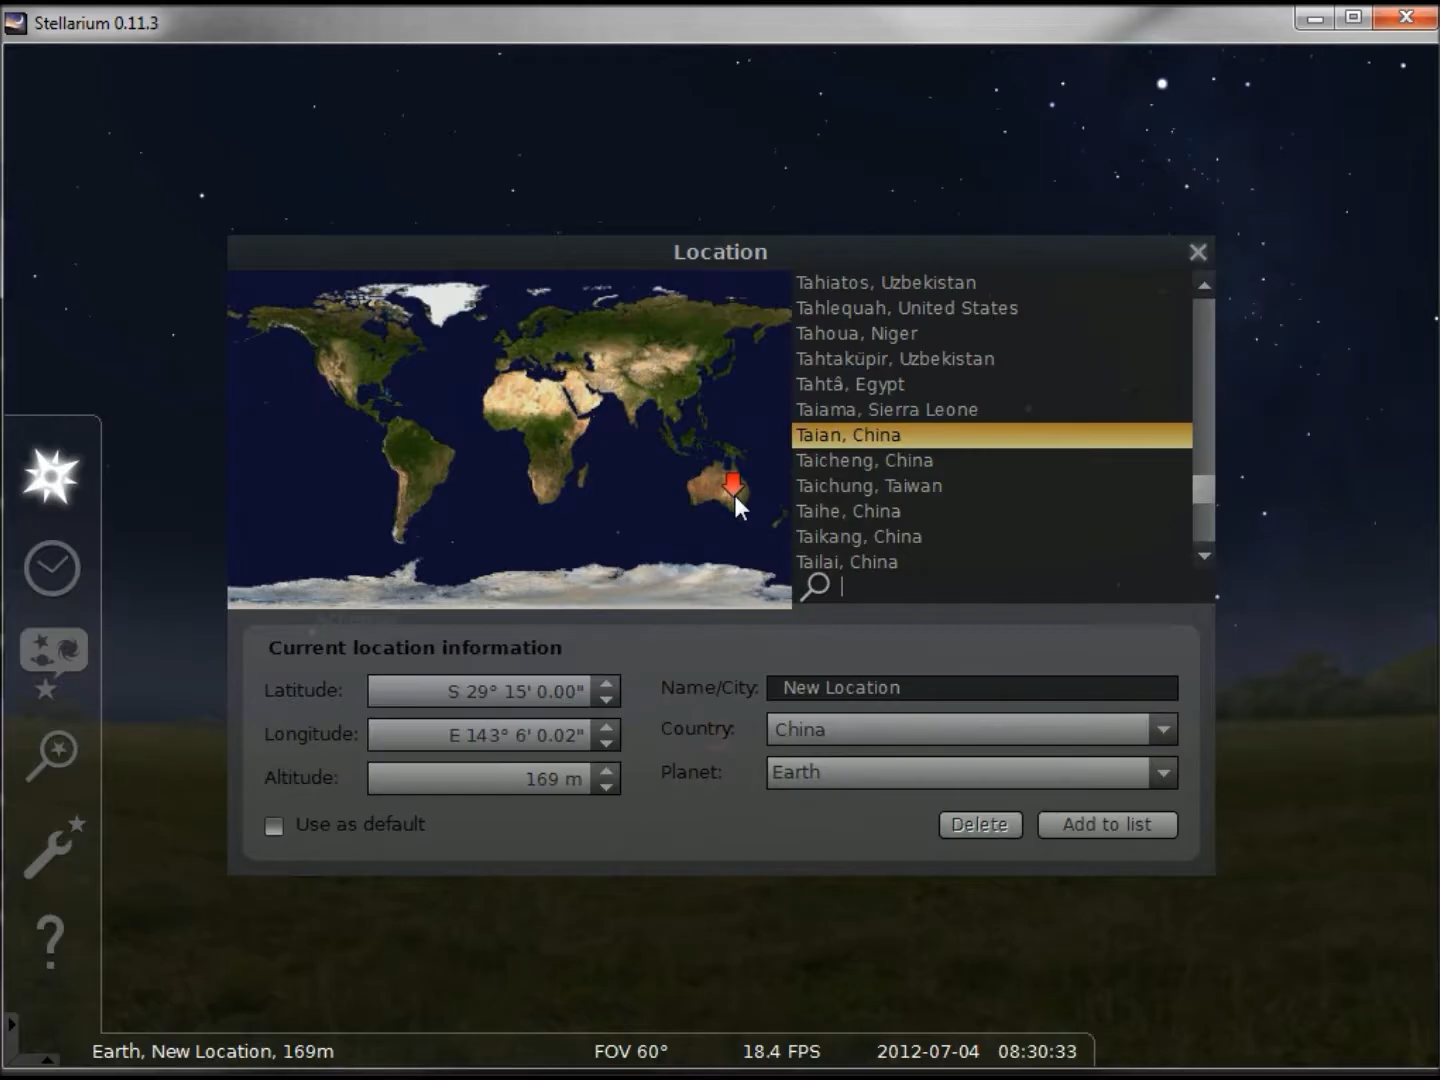 Stellarium 0.11.3
Location
Tahiatos, Uzbekistan
Tahlequah, United States
Tahoua, Niger
Tahtaküpir, Uzbekistan
Tahtâ, Egypt
Taiama, Sierra Leone
Taian, China
Taicheng, China
Taichung, Taiwan
Taihe, China
Taikang, China
Tailai, China
Current location information
Latitude: S 29° 15' 0.00" Name/City: New Location
Longitude: E 143° 6' 0.02" Country: China
Altitude: 169 m Planet: Earth
Use as default Delete Add to list
Earth, New Location, 169m FOV 60° 18.4 FPS 2012-07-04 08:30:33